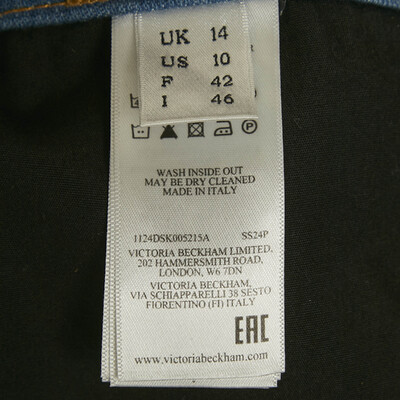 UK 14
US 10
F 42
I 46
WASH INSIDE OUT
MAY BE DRY CLEANED
MADE IN ITALY
1124DSK005215A SS24P
VICTORIA BECKHAM LIMITED,
202 HAMMERSMITH ROAD,
LONDON, W6 7DN
VICTORIA BECKHAM,
VIA SCHIAPPARELLI 38 SESTO
FIORENTINO (FI) ITALY
EAC
www.victoriabeckham.com